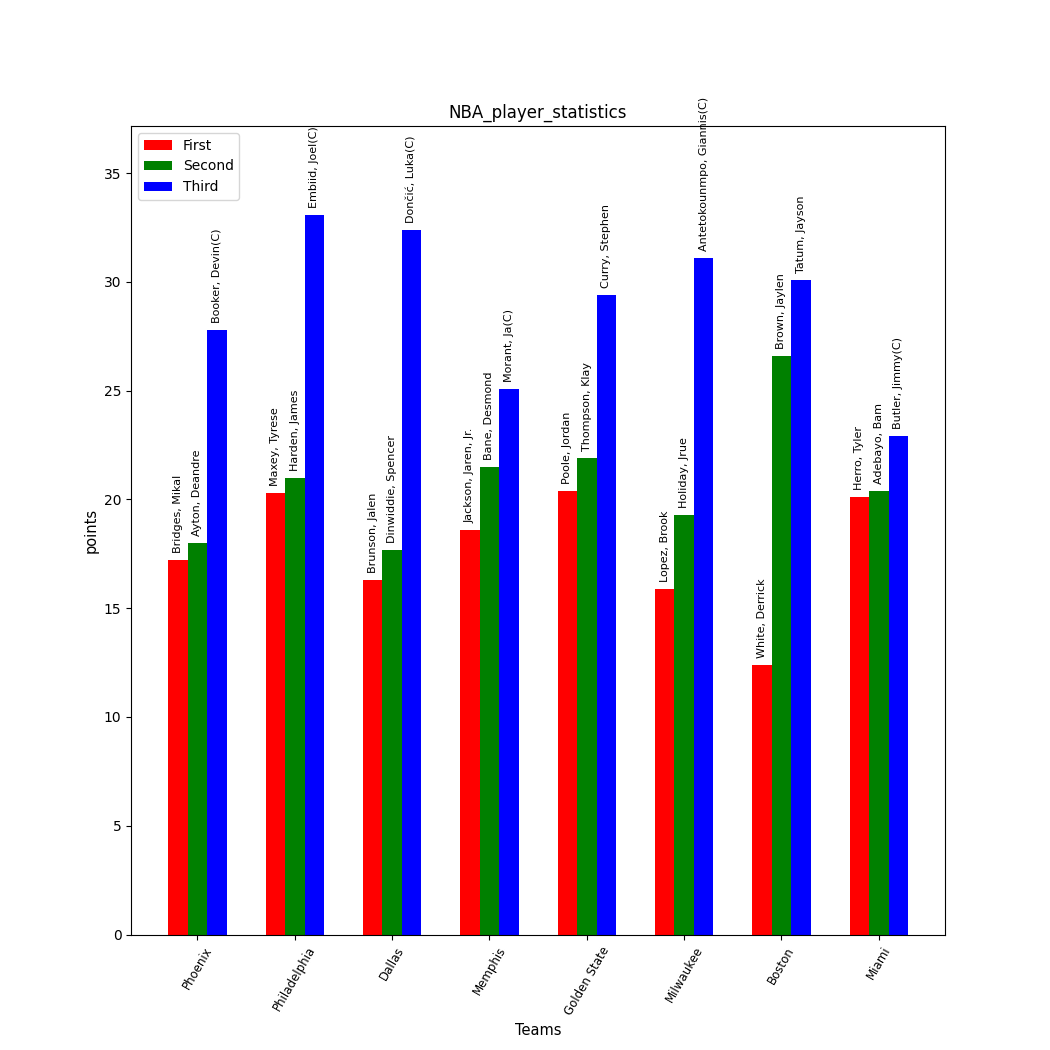 NBA_player_statistics
First
Second
Third
points
35
30
25
20
15
10
5
0
Bridges, Mikal
Ayton, Deandre
Booker, Devin(C)
Maxey, Tyrese
Harden, James
Embiid, Joel(C)
Brunson, Jalen
Dinwiddie, Spencer
Dončić, Luka(C)
Jackson, Jaren, Jr.
Bane, Desmond
Morant, Ja(C)
Poole, Jordan
Thompson, Klay
Curry, Stephen
Lopez, Brook
Holiday, Jrue
Antetokounmpo, Giannis(C)
White, Derrick
Brown, Jaylen
Tatum, Jayson
Herro, Tyler
Adebayo, Bam
Butler, Jimmy(C)
Phoenix
Philadelphia
Dallas
Memphis
Golden State
Milwaukee
Boston
Miami
Teams